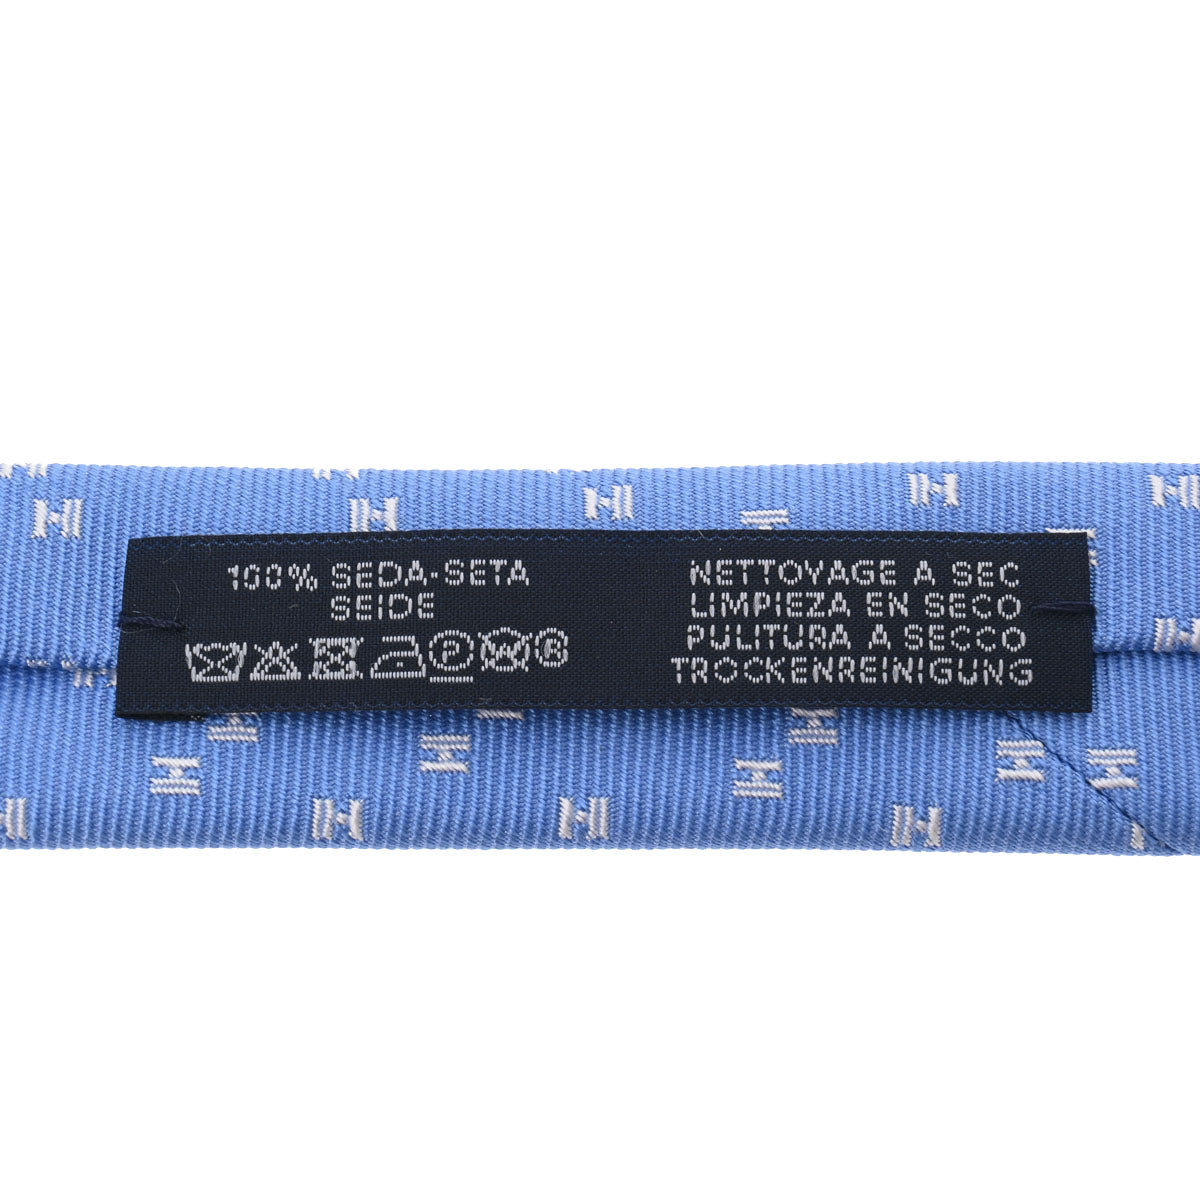 100% SEDA-SETA
SEIDE
NETTOYAGE A SEC
LIMPIEZA EN SECO
PULITURA A SECCO
TROCKENREINIGUNG